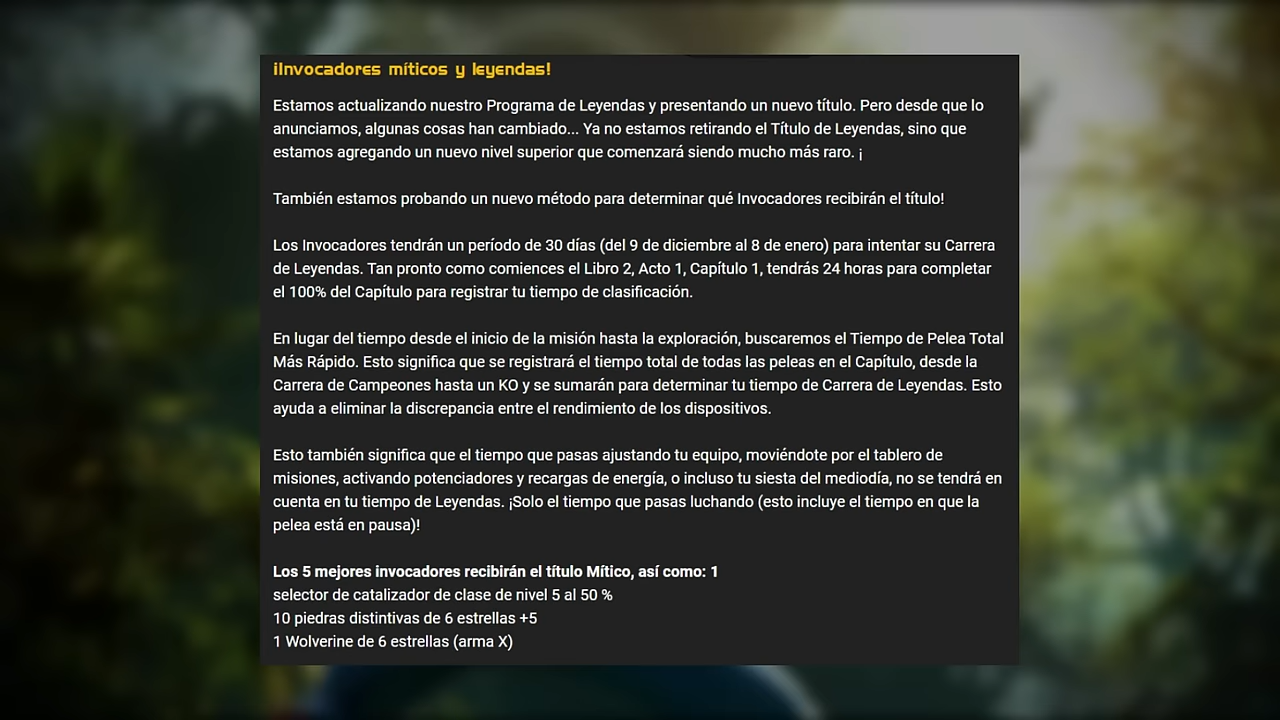 ¡Invocadores míticos y leyendas!
Estamos actualizando nuestro Programa de Leyendas y presentando un nuevo título. Pero desde que lo
anunciamos, algunas cosas han cambiado... Ya no estamos retirando el Título de Leyendas, sino que
estamos agregando un nuevo nivel superior que comenzará siendo mucho más raro. ¡
También estamos probando un nuevo método para determinar qué Invocadores recibirán el título!
Los Invocadores tendrán un período de 30 días (del 9 de diciembre al 8 de enero) para intentar su Carrera
de Leyendas. Tan pronto como comiences el Libro 2, Acto 1, Capítulo 1, tendrás 24 horas para completar
el 100% del Capítulo para registrar tu tiempo de clasificación.
En lugar del tiempo desde el inicio de la misión hasta la exploración, buscaremos el Tiempo de Pelea Total
Más Rápido. Esto significa que se registrará el tiempo total de todas las peleas en el Capítulo, desde la
Carrera de Campeones hasta un KO y se sumarán para determinar tu tiempo de Carrera de Leyendas. Esto
ayuda a eliminar la discrepancia entre el rendimiento de los dispositivos.
Esto también significa que el tiempo que pasas ajustando tu equipo, moviéndote por el tablero de
misiones, activando potenciadores y recargas de energía, o incluso tu siesta del mediodía, no se tendrá en
cuenta en tu tiempo de Leyendas. ¡Solo el tiempo que pasas luchando (esto incluye el tiempo en que la
pelea está en pausa)!
Los 5 mejores invocadores recibirán el título Mítico, así como: 1
selector de catalizador de clase de nivel 5 al 50 %
10 piedras distintivas de 6 estrellas +5
1 Wolverine de 6 estrellas (arma X)